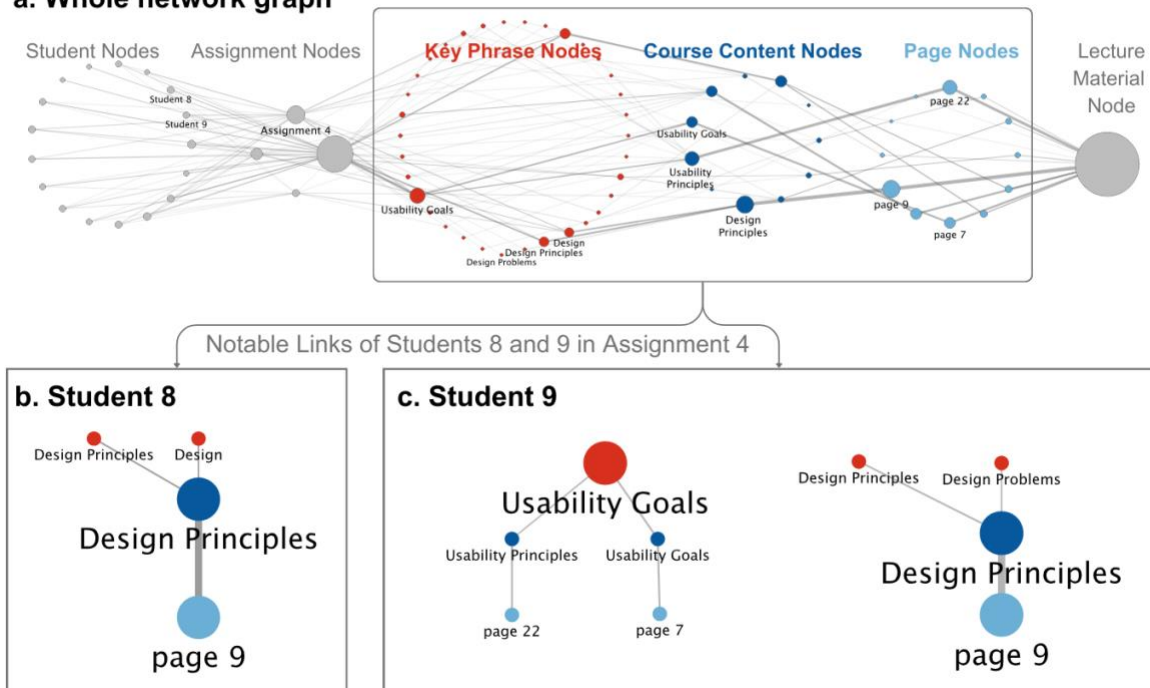 a. Whole network graph
Student Nodes
Assignment Nodes
Key Phrase Nodes
Course Content Nodes
Page Nodes
Lecture
Material
Node
Student 8
Student 9
Assignment 4
Usability Goals
Design
Design Principles
Design Problems
Usability Goals
Usability
Principles
Design
Principles
page 22
page 9
page 7
Notable Links of Students 8 and 9 in Assignment 4
b. Student 8
Design Principles
Design
Design Principles
page 9
c. Student 9
Usability Goals
Usability Principles
Usability Goals
page 22
page 7
Design Principles
Design Problems
Design Principles
page 9